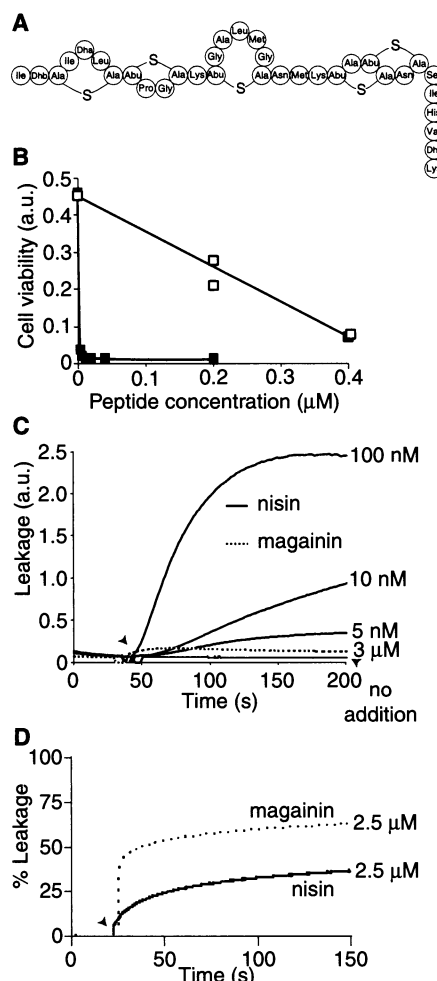 A
Ala Leu Met
Ile Dha Leu Gly Gly Ala Abu S Ala
Ile Dhb Ala S Ala Abu S Ala Lys Abu S Ala Asn Met Lys Abu S Ala Asn
Pro Gly Ile
His
B
Cell viability (a.u.)
0.5
0.4
0.3
0.2
0.1
0
0 0.1 0.2 0.3 0.4
Peptide concentration (μM)
C
Leakage (a.u.)
2.5
2.0
1.5
1.0
0.5
0
100 nM
nisin
magainin
10 nM
5 nM
3 μM
0 50 100 150 200
Time (s)
no
addition
D
% Leakage
100
75
50
25
0
magainin
2.5 μM
nisin
2.5 μM
0 50 100 150
Time (s)